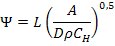 Ψ = L (A / DρC_H)^0,5